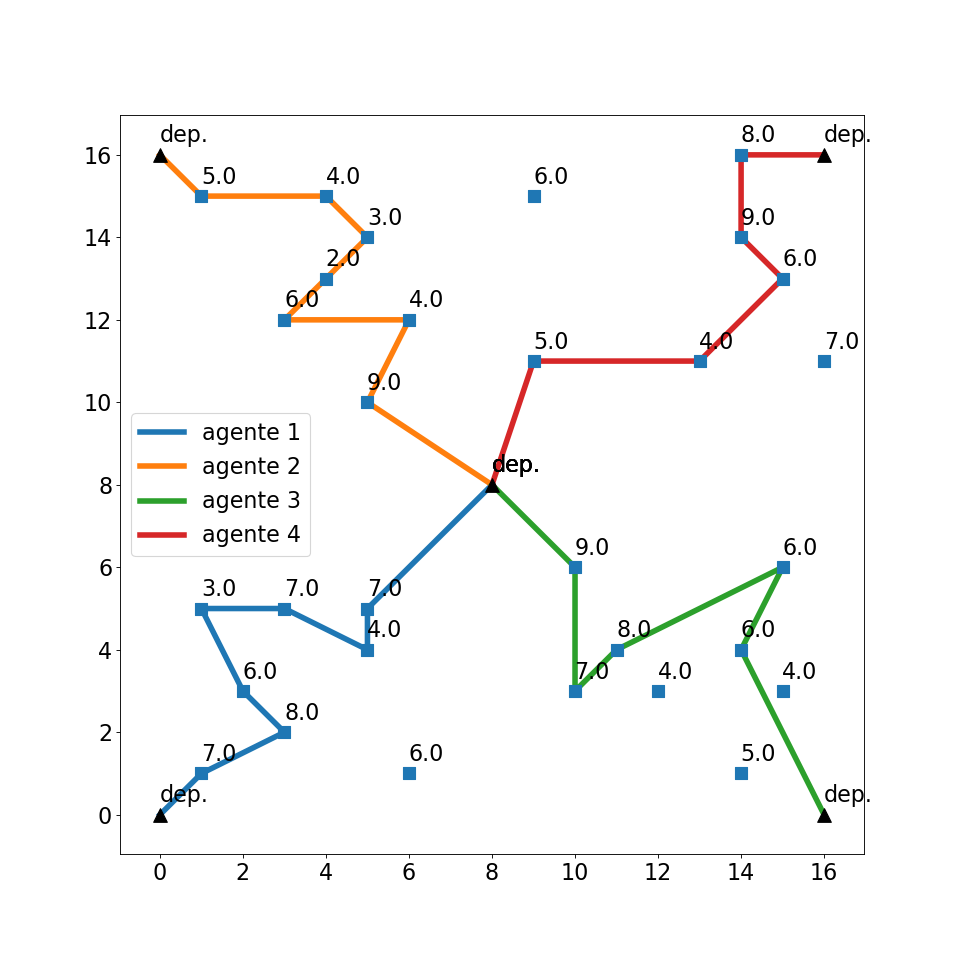 dep. 8.0 dep.
16
5.0 4.0 6.0
3.0 9.0
14
2.0 6.0
6.0 4.0
12
5.0 4.0 7.0
9.0
10
agente 1
agente 2
agente 3
agente 4
dep. dep.
8
9.0 6.0
6
3.0 7.0 7.0
4.0 8.0 6.0
4
6.0 7.0 4.0 4.0
8.0
2
7.0 6.0 5.0
dep. dep.
0
0 2 4 6 8 10 12 14 16